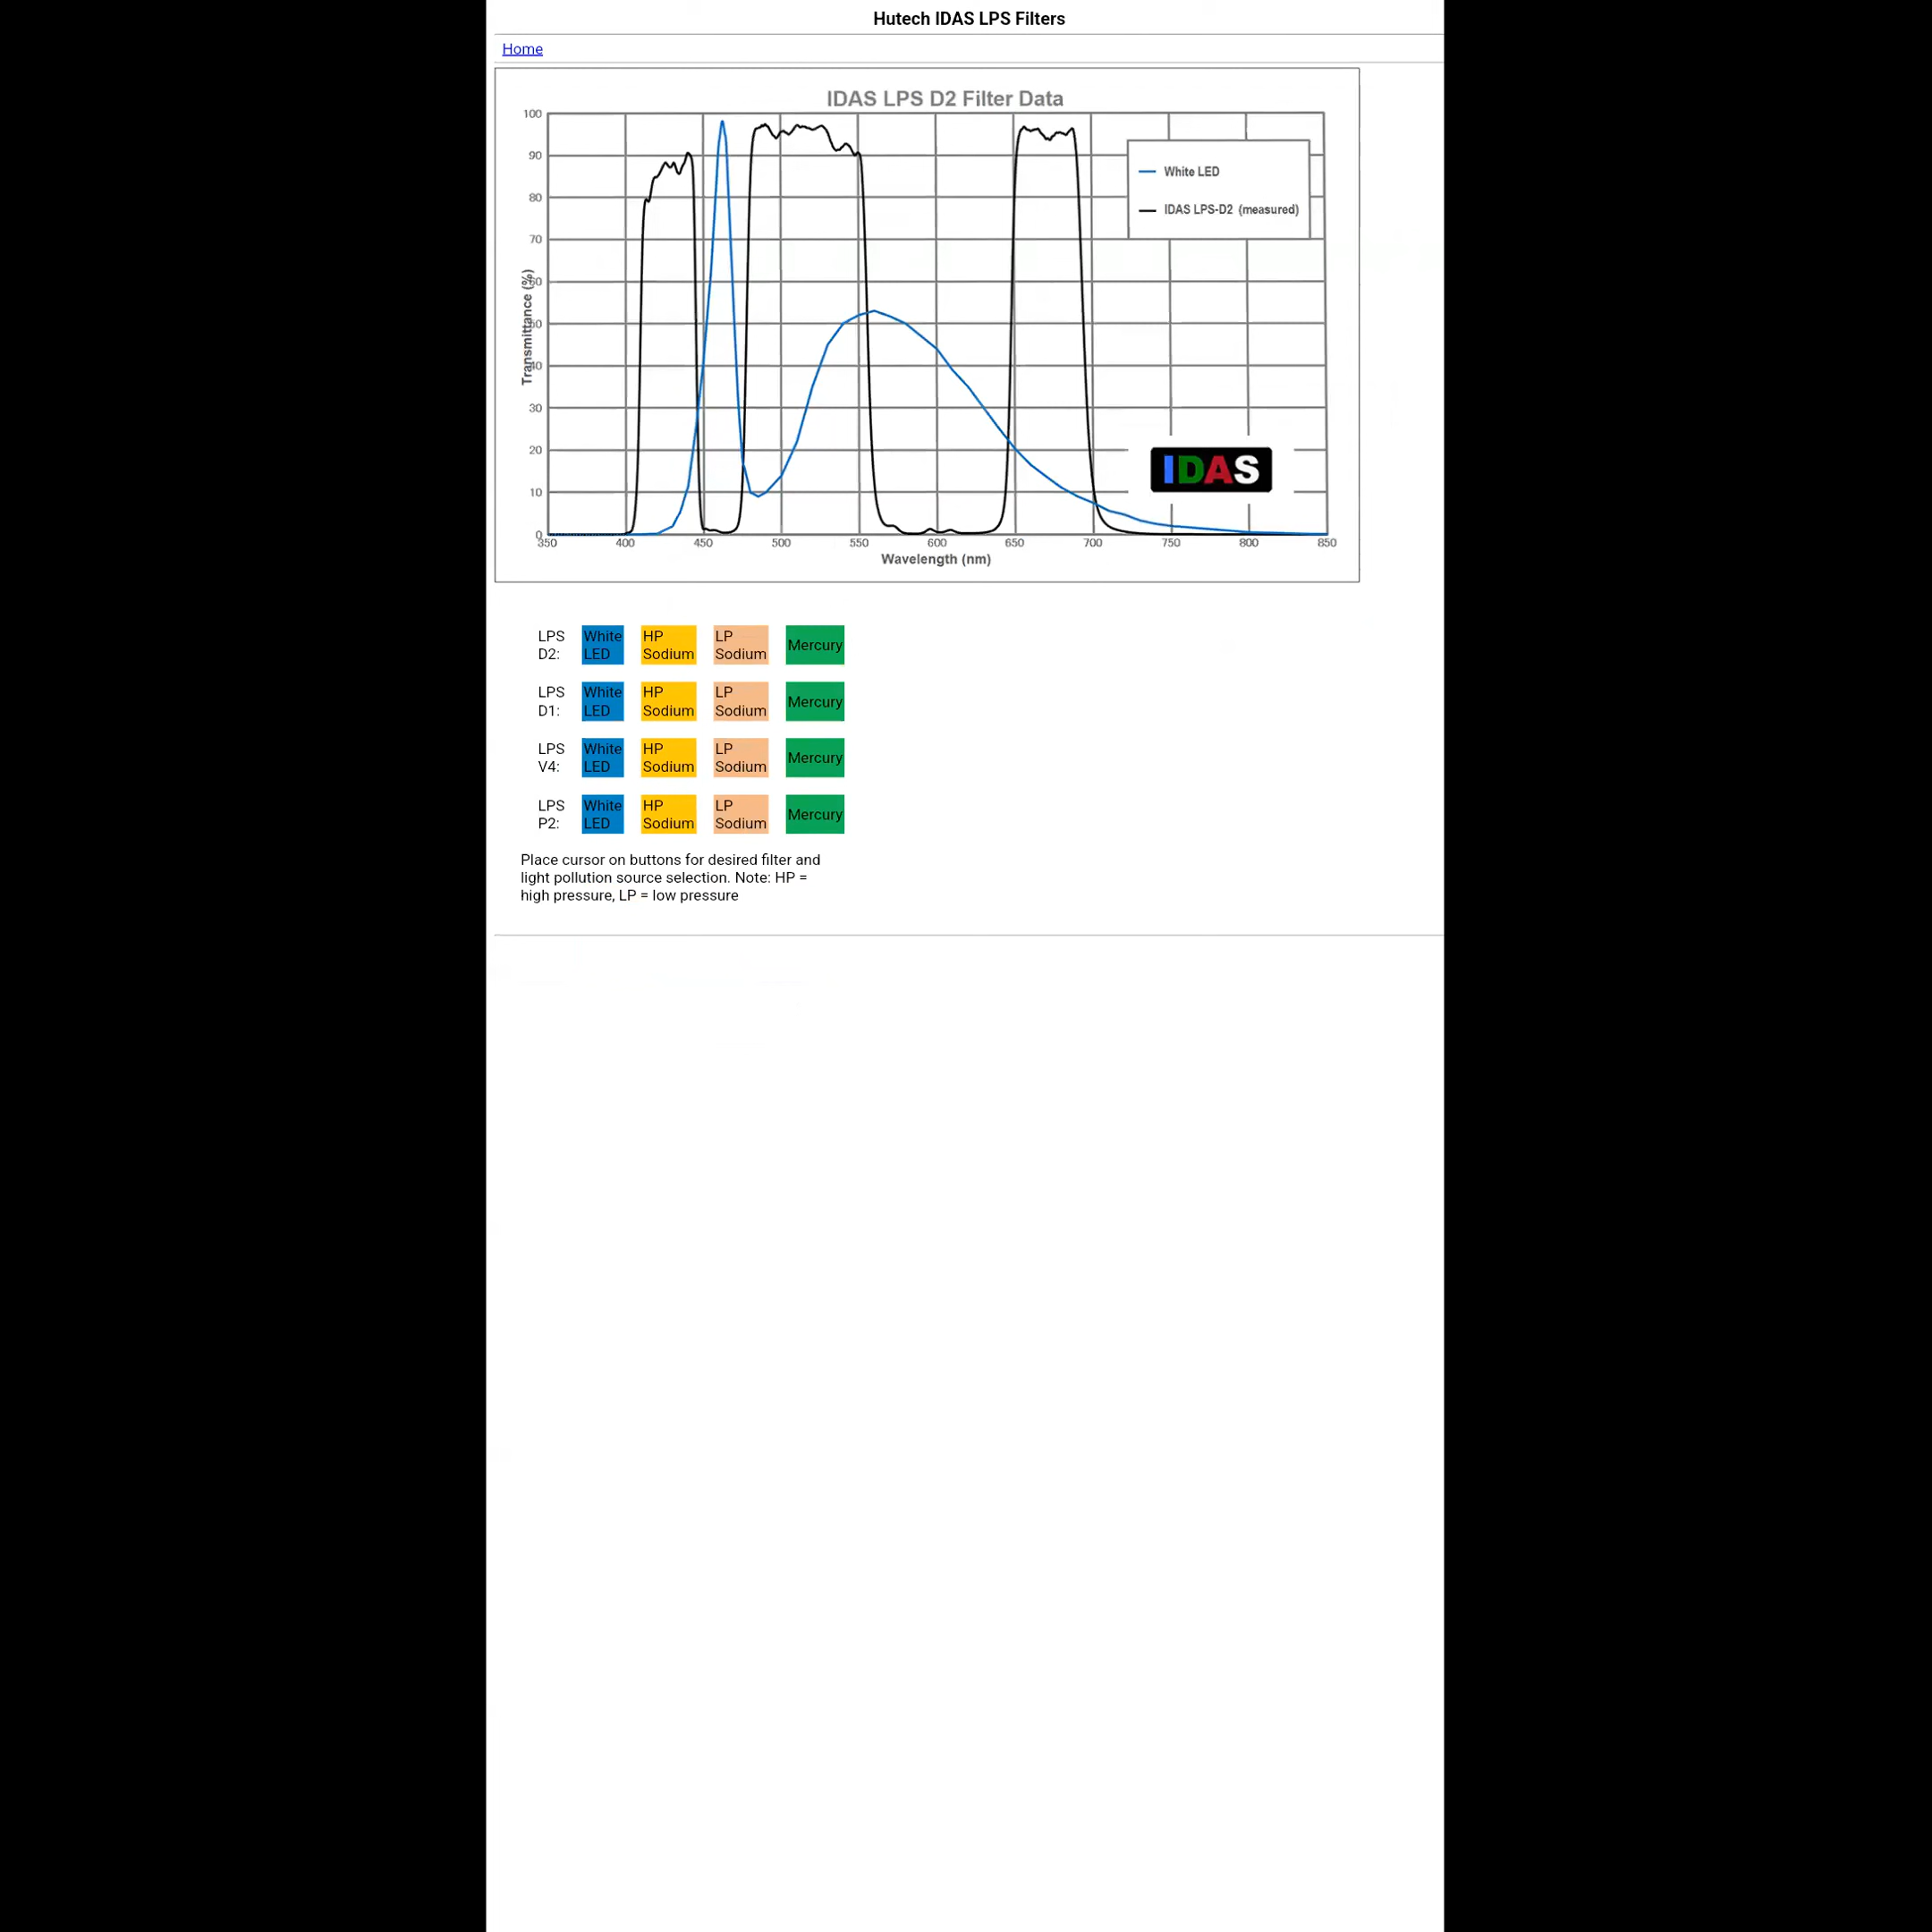 Hutech IDAS LPS Filters
Home
IDAS LPS D2 Filter Data
100
90
80
70
60
50
40
30
20
10
0
Transmittance (%)
White LED
IDAS LPS-D2 (measured)
IDAS
350 400 450 500 550 600 650 700 750 800 850
Wavelength (nm)
LPS D2:
White LED
HP Sodium
LP Sodium
Mercury
LPS D1:
White LED
HP Sodium
LP Sodium
Mercury
LPS V4:
White LED
HP Sodium
LP Sodium
Mercury
LPS P2:
White LED
HP Sodium
LP Sodium
Mercury
Place cursor on buttons for desired filter and
light pollution source selection. Note: HP =
high pressure, LP = low pressure